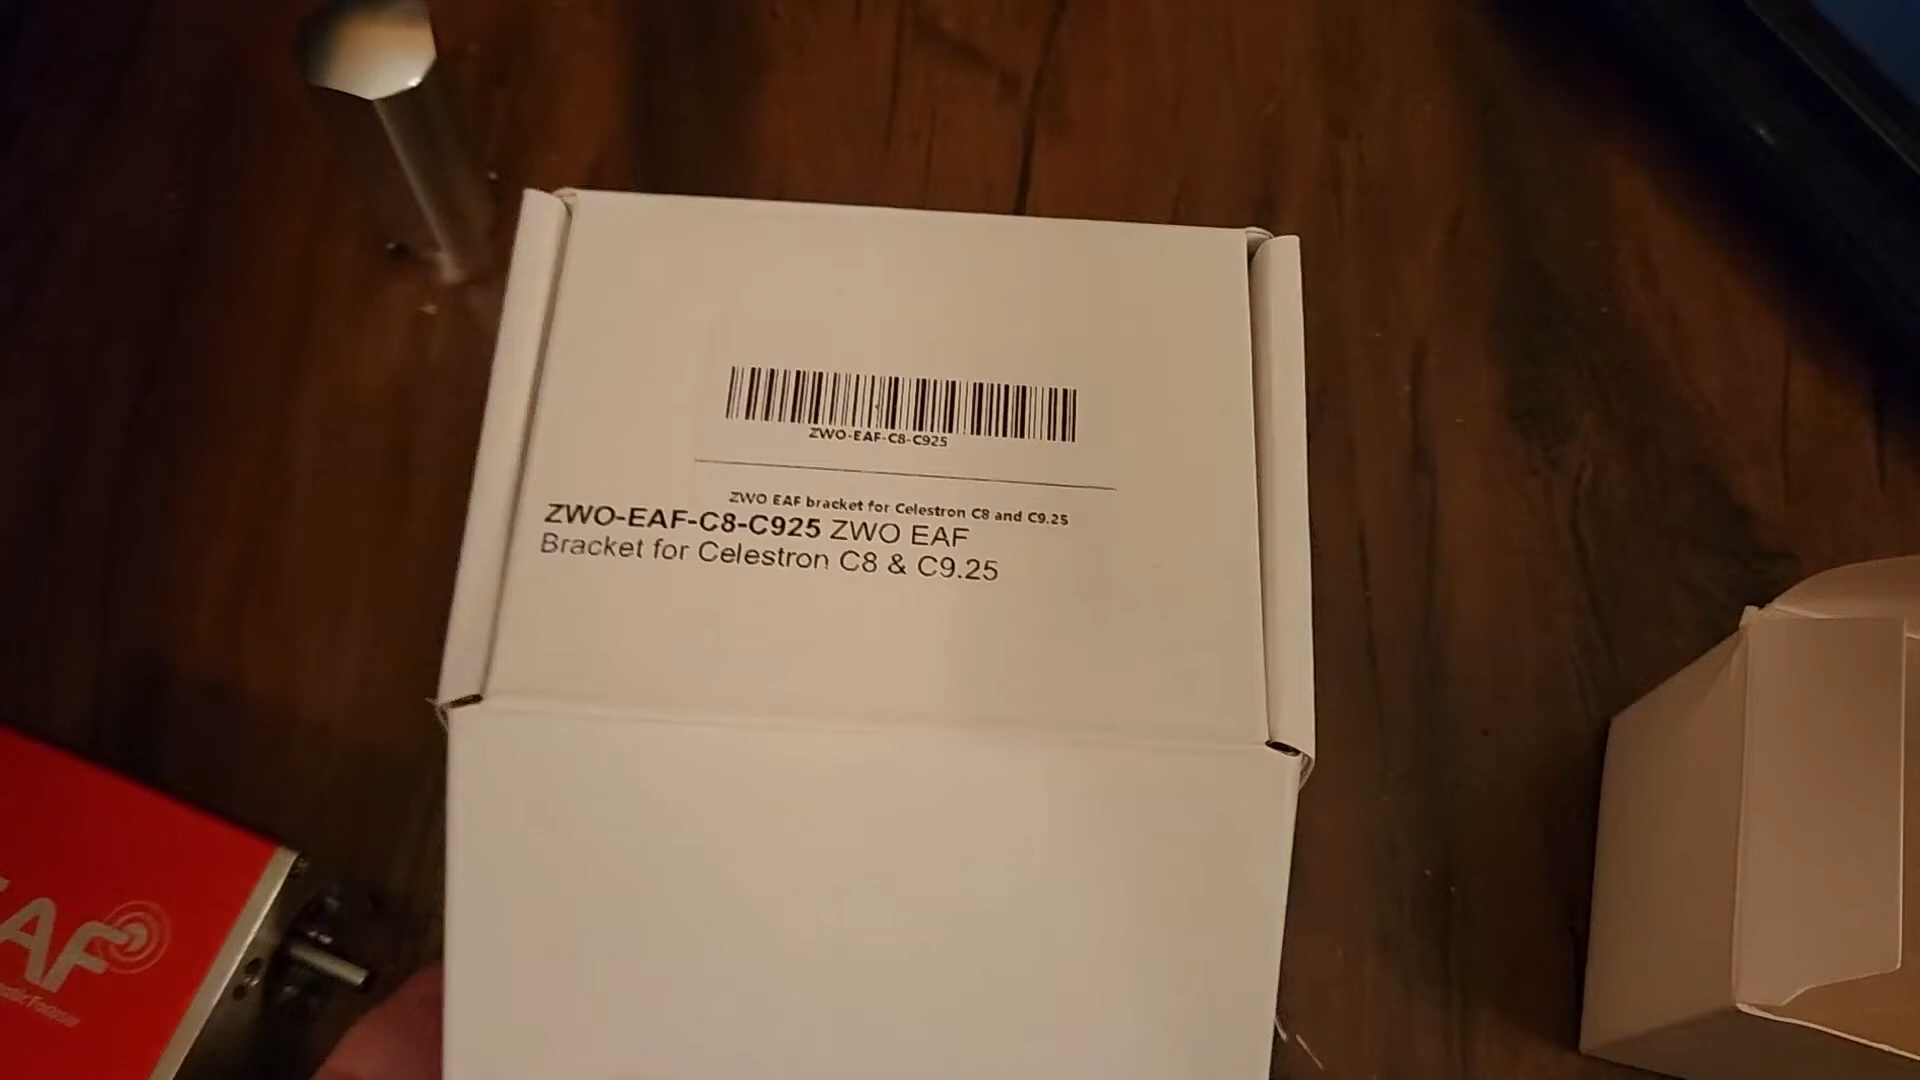 ZWO-EAF-C8-C925
ZWO EAF bracket for Celestron C8 and C9.25
ZWO-EAF-C8-C925 ZWO EAF
Bracket for Celestron C8 & C9.25
AF